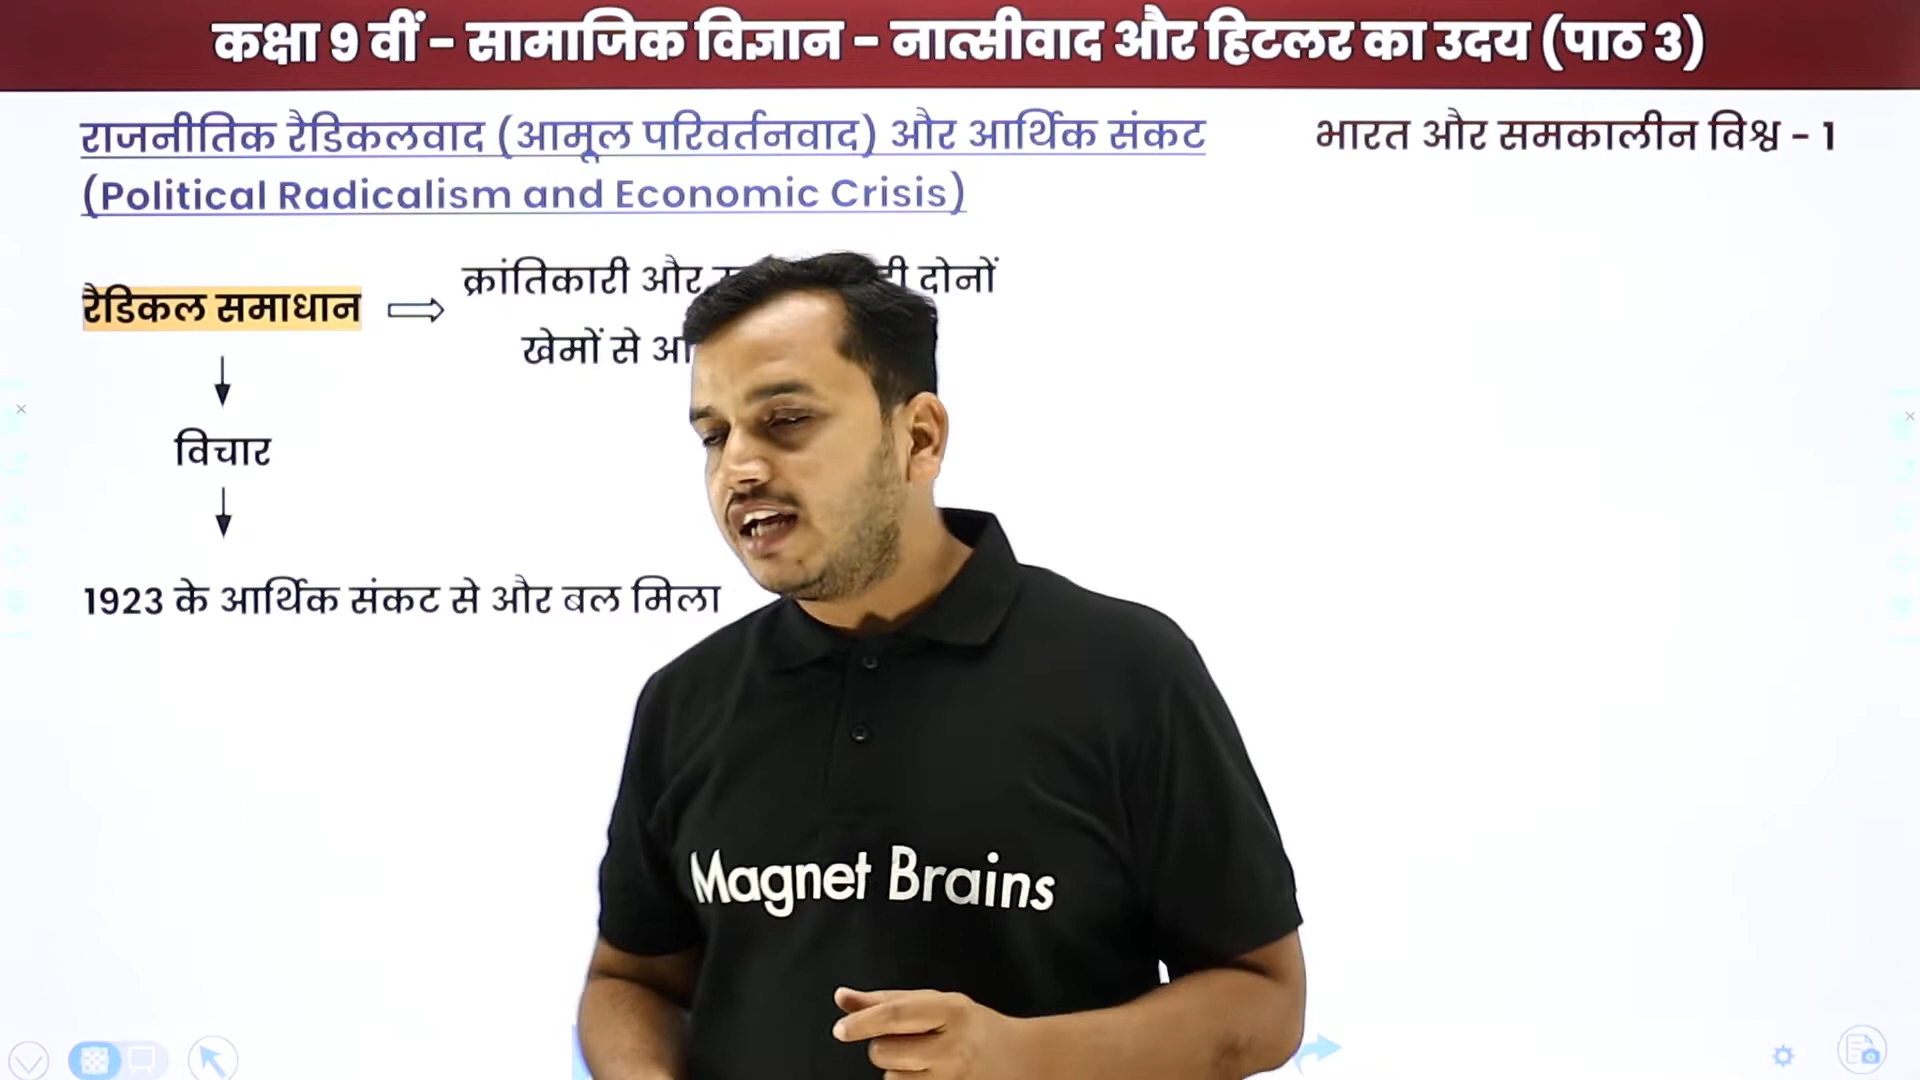 कक्षा 9 वीं - सामाजिक विज्ञान - नात्सीवाद और हिटलर का उदय (पाठ 3)
राजनीतिक रैडिकलवाद (आमूल परिवर्तनवाद) और आर्थिक संकट
भारत और समकालीन विश्व - 1
(Political Radicalism and Economic Crisis)
क्रांतिकारी और दोनों
रैडिकल समाधान
खेमों से
विचार
1923 के आर्थिक संकट से और बल मिला
Magnet Brains